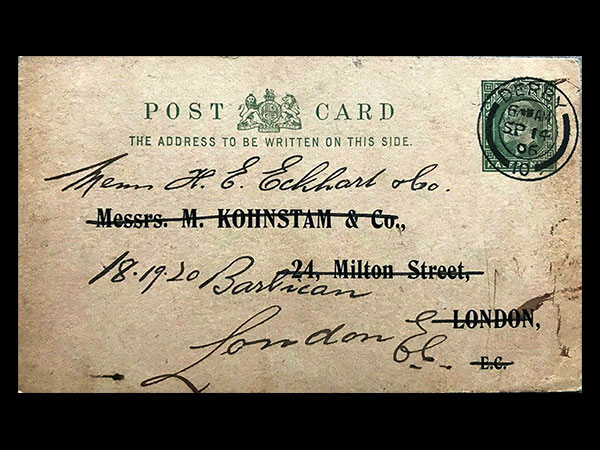 POST CARD
THE ADDRESS TO BE WRITTEN ON THIS SIDE.
DERBY
SP 14
06
107
Messrs H. E. Eckhart & Co.
Messrs. M. KOHNSTAM & Co.,
24, Milton Street,
18.19.20 Barbican
LONDON,
London E.C.
E.C.